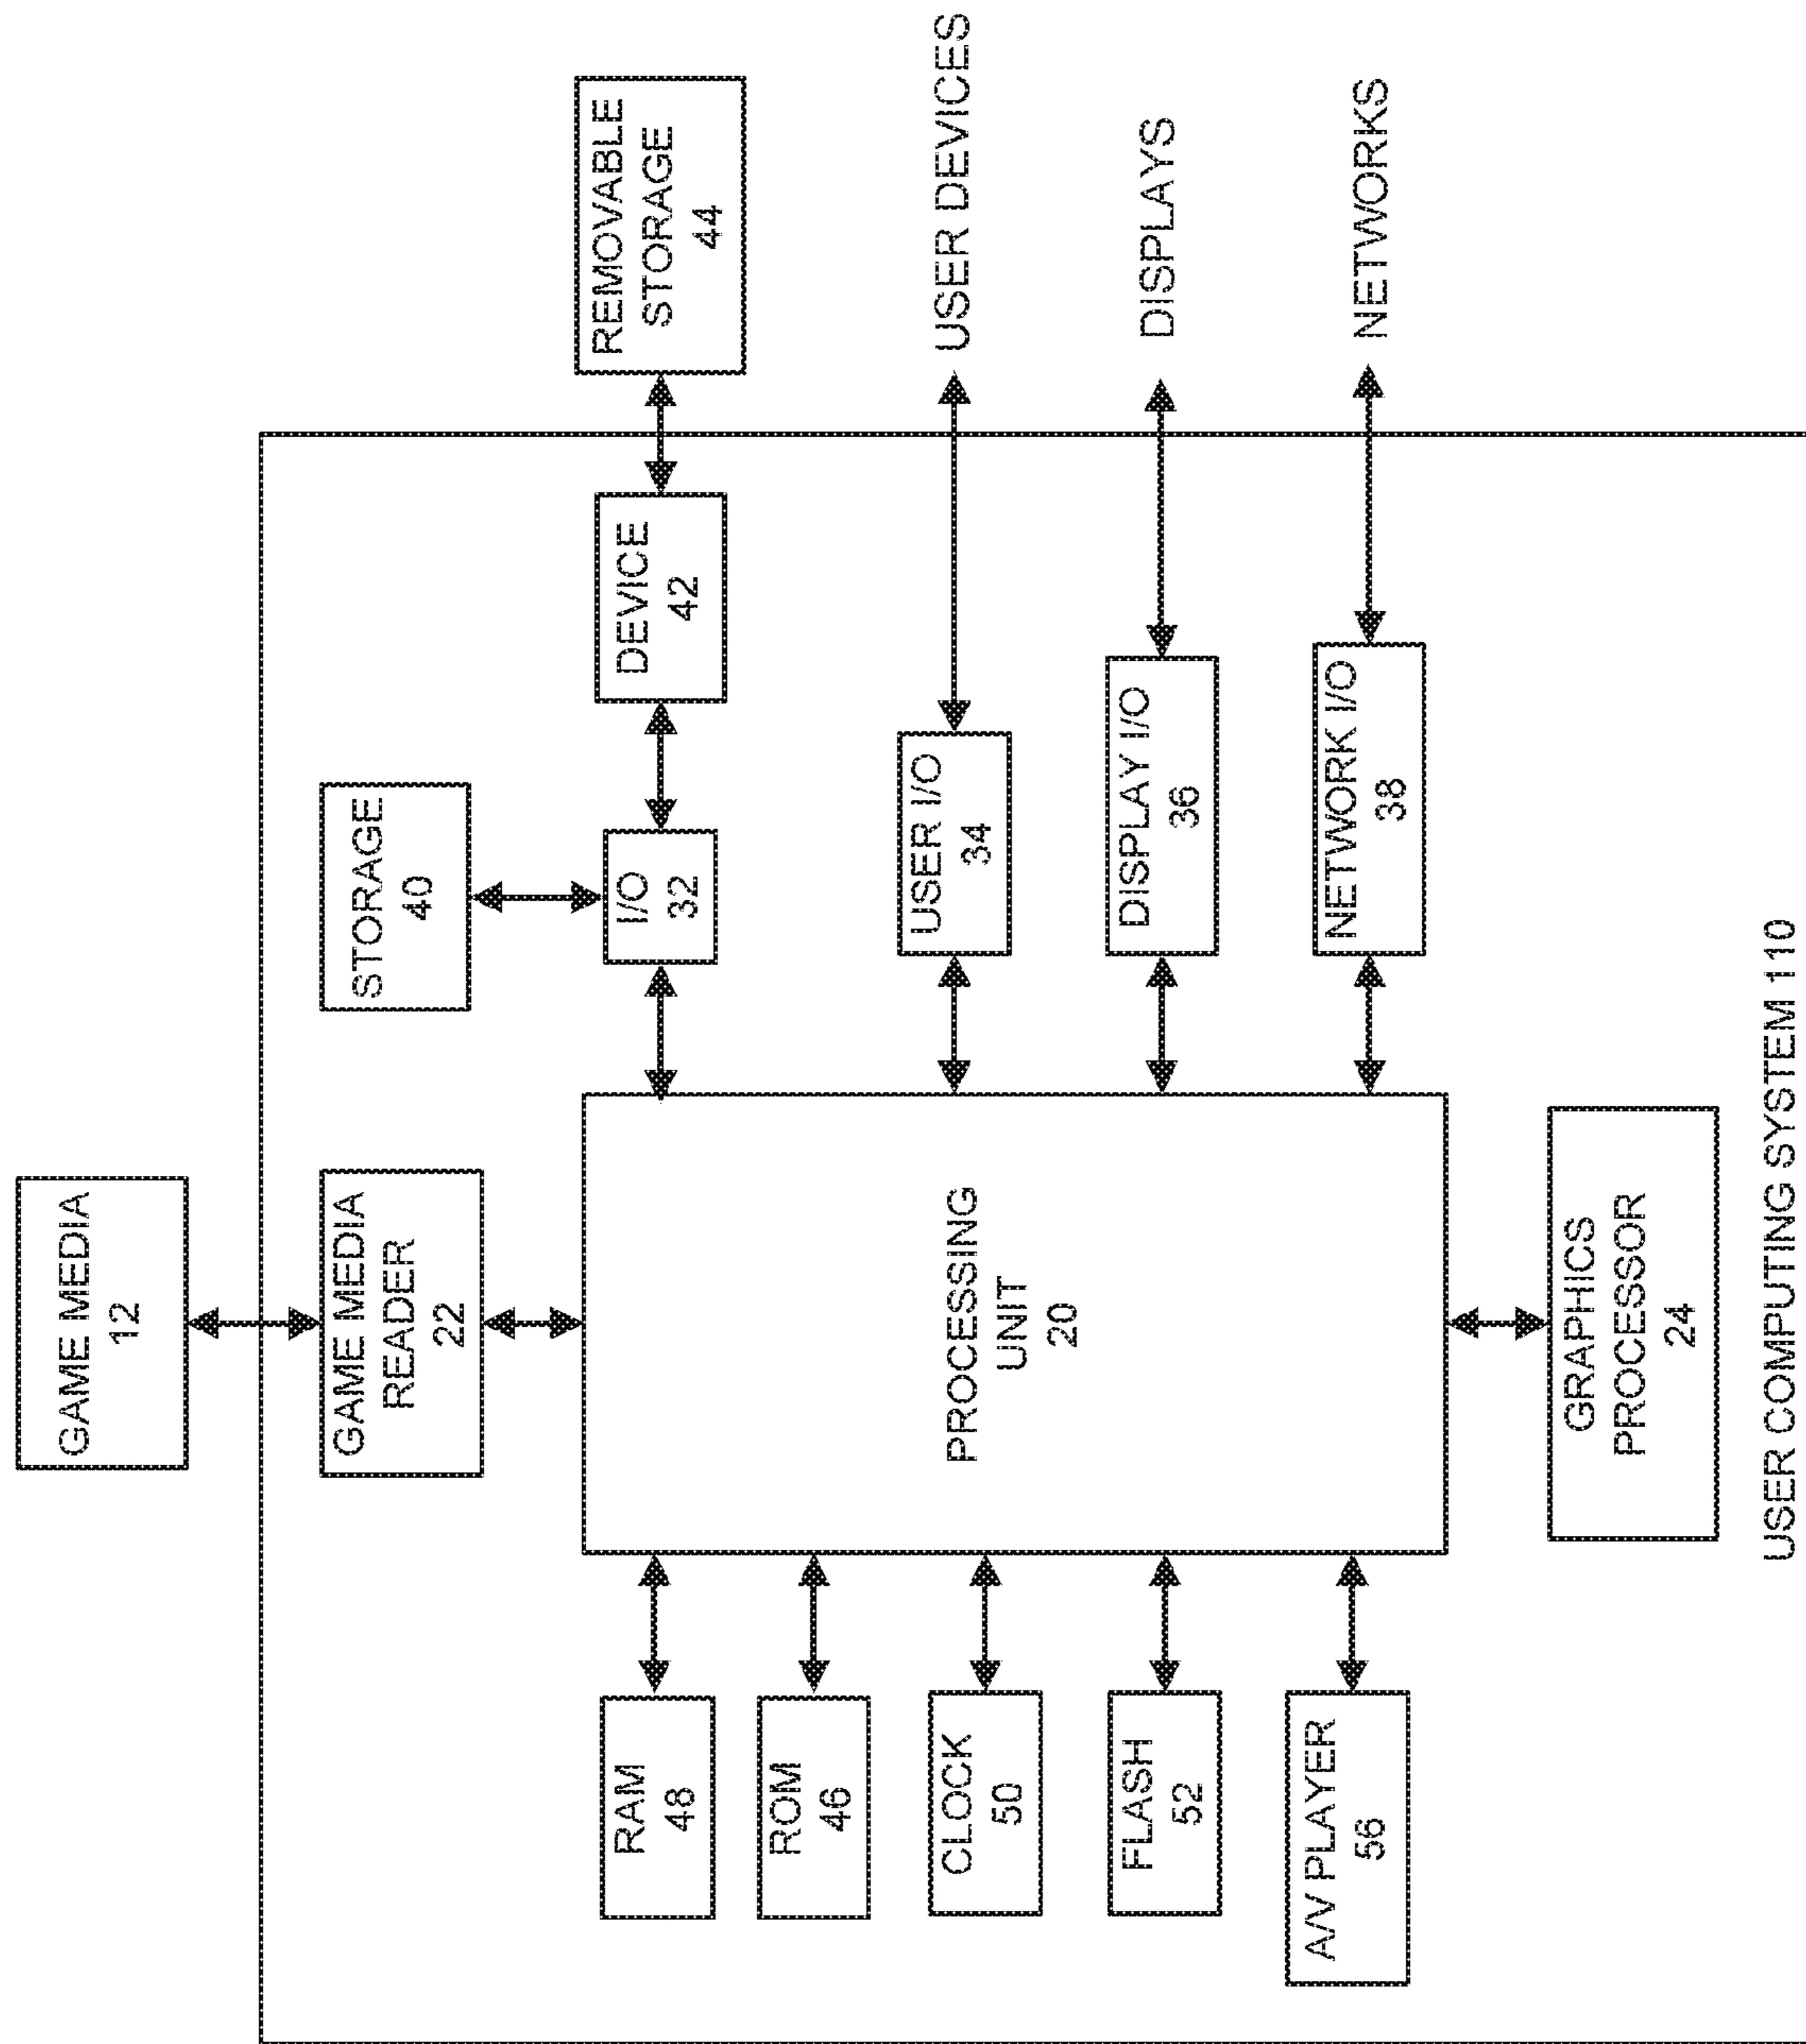 GAME MEDIA
12
GAME MEDIA
READER
22
STORAGE
40
I/O
32
DEVICE
42
REMOVABLE
STORAGE
44
RAM
48
ROM
46
CLOCK
50
FLASH
52
A/V PLAYER
56
PROCESSING
UNIT
20
USER I/O
34
USER DEVICES
DISPLAY I/O
36
DISPLAYS
NETWORK I/O
38
NETWORKS
GRAPHICS
PROCESSOR
24
USER COMPUTING SYSTEM 110